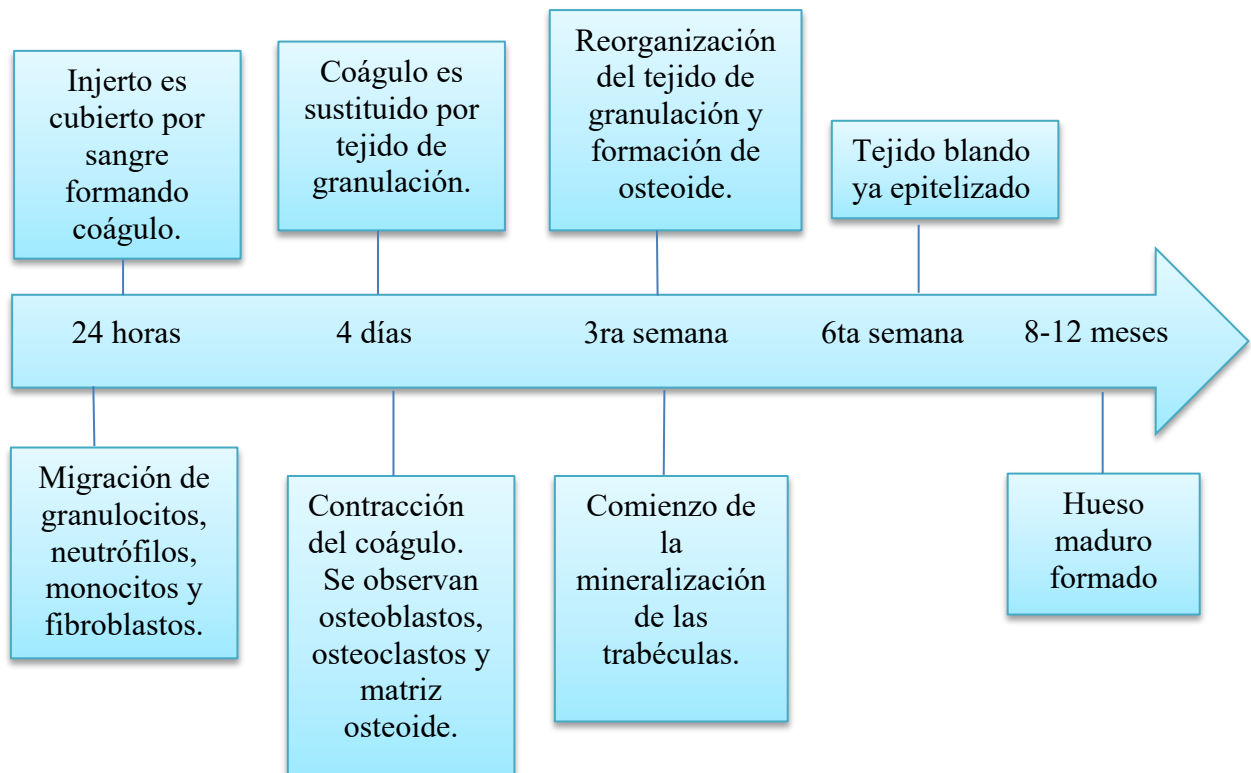 Injerto es
cubierto por
sangre
formando
coágulo.
Coágulo es
sustituido por
tejido de
granulación.
Reorganización
del tejido de
granulación y
formación de
osteoide.
Tejido blando
ya epitelizado
24 horas
4 días
3ra semana
6ta semana
8-12 meses
Migración de
granulocitos,
neutrófilos,
monocitos y
fibroblastos.
Contracción
del coágulo.
Se observan
osteoblastos,
osteoclastos y
matriz
osteoide.
Comienzo de
la
mineralización
de las
trabéculas.
Hueso
maduro
formado